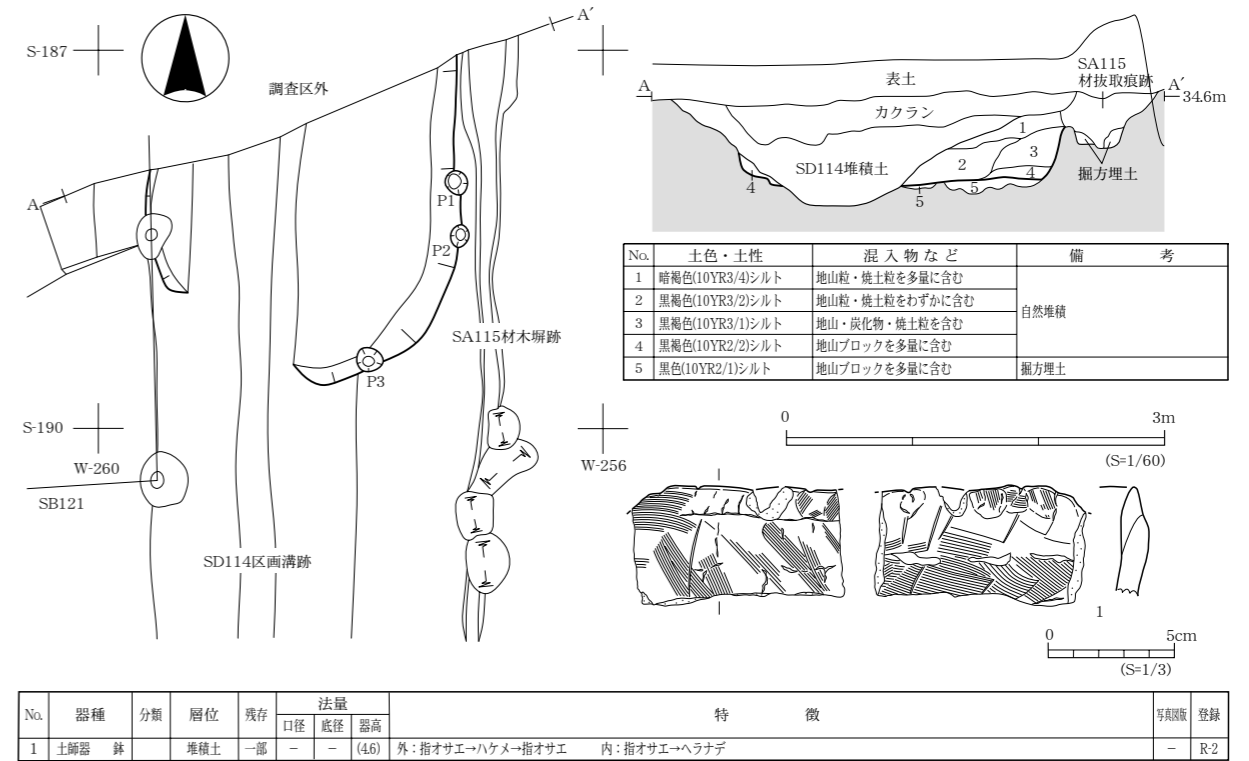 S-187
A´
調査区外
A
P1
P2
SA115材木塀跡
P3
S-190
W-260
W-256
SB121
SD114区画溝跡
SA115
材抜取痕跡
A
表土
A´
34.6m
カクラン
1
SD114堆積土
2
3
4
4
5
5
掘方埋土
No. 土色・土性 混入物など 備考
1 暗褐色(10YR3/4)シルト 地山粒・焼土粒を多量に含む
2 黒褐色(10YR3/2)シルト 地山粒・焼土粒をわずかに含む
自然堆積
3 黒褐色(10YR3/1)シルト 地山・炭化物・焼土粒を含む
4 黒褐色(10YR2/2)シルト 地山ブロックを多量に含む
5 黒色(10YR2/1)シルト 地山ブロックを多量に含む 掘方埋土
0 3m
(S=1/60)
1
0 5cm
(S=1/3)
No. 器種 分類 層位 残存 法量 特徴 写真図版 登録
口径 底径 器高
1 土師器 鉢 堆積土 一部 − − (4.6) 外：指オサエ→ハケメ→指オサエ 内：指オサエ→ヘラナデ − R-2